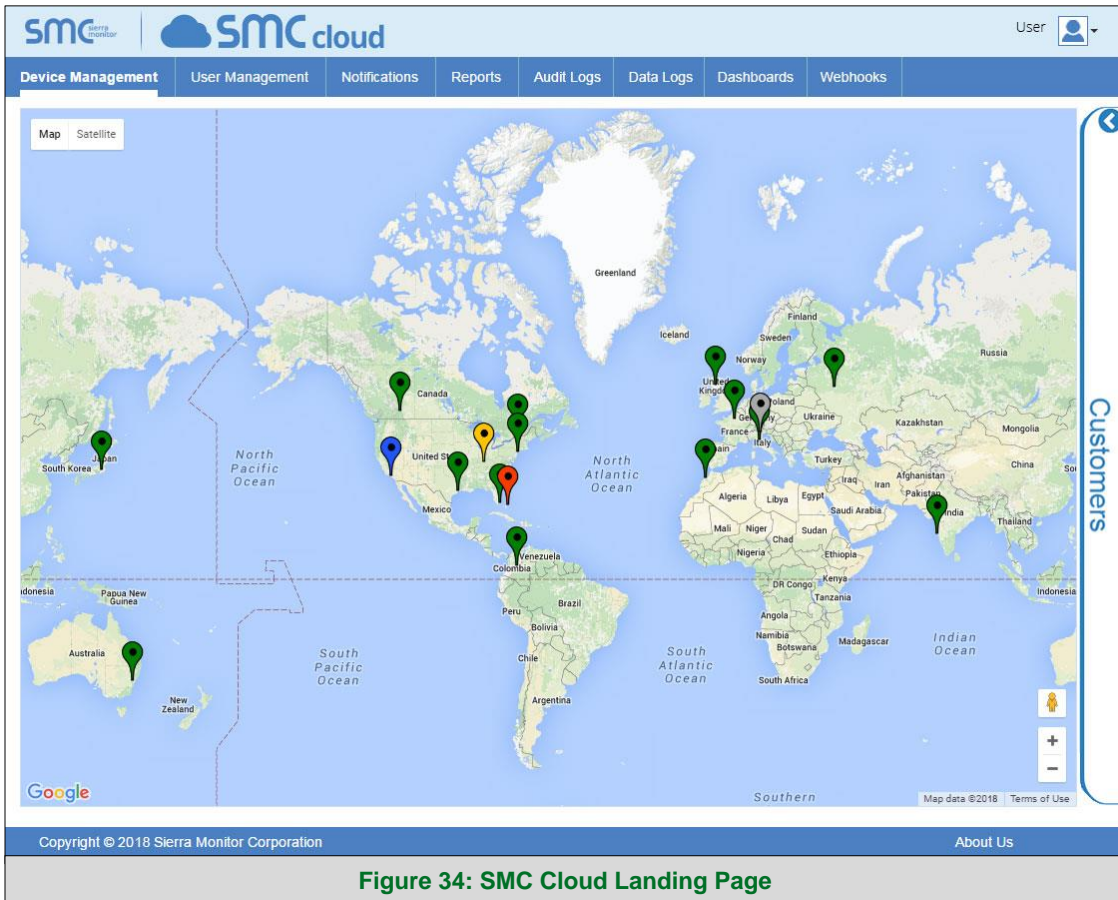 SMC sierra monitor
SMC cloud
User
Device Management
User Management
Notifications
Reports
Audit Logs
Data Logs
Dashboards
Webhooks
Map
Satellite
Customers
Greenland
Iceland
Finland
Sweden
Norway
Russia
United Kingdom
Poland
Ukraine
France
Italy
Kazakhstan
Mongolia
Canada
Japan
South Korea
North
Pacific
Ocean
North
Atlantic
Ocean
Turkey
Afghanistan
China
Iraq
Iran
Pakistan
Algeria
Libya
Egypt
Saudi Arabia
India
Thailand
Mexico
Mali
Niger
Sudan
Chad
Nigeria
Ethiopia
Venezuela
Colombia
DR Congo
Kenya
Tanzania
Indonesia
Papua New
Guinea
Peru
Brazil
Bolivia
Angola
Namibia
Botswana
Madagascar
Indian
Ocean
Australia
South
Pacific
Ocean
Chile
South
Atlantic
Ocean
South Africa
New
Zealand
Argentina
+
−
Google
Southern
Map data ©2018
Terms of Use
Copyright © 2018 Sierra Monitor Corporation
About Us
Figure 34: SMC Cloud Landing Page